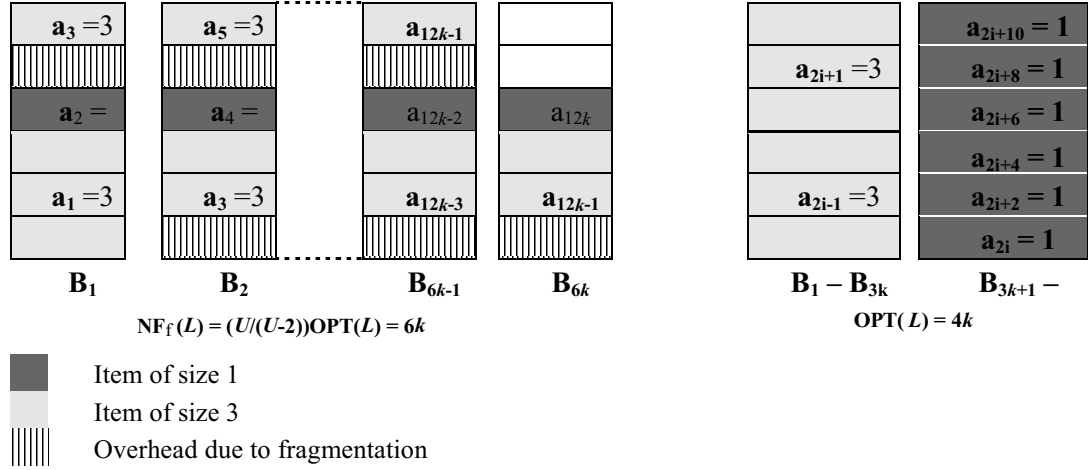 a3 =3 a5 =3 a12k-1
a2 = a4 = a12k-2 a12k
a1 =3 a3 =3 a12k-3 a12k-1
B1 B2 B6k-1 B6k
NFf (L) = (U/(U-2))OPT(L) = 6k
a2i+10 = 1
a2i+1 =3 a2i+8 = 1
a2i+6 = 1
a2i+4 = 1
a2i-1 =3 a2i+2 = 1
a2i = 1
B1 – B3k B3k+1 –
OPT( L) = 4k
Item of size 1
Item of size 3
Overhead due to fragmentation